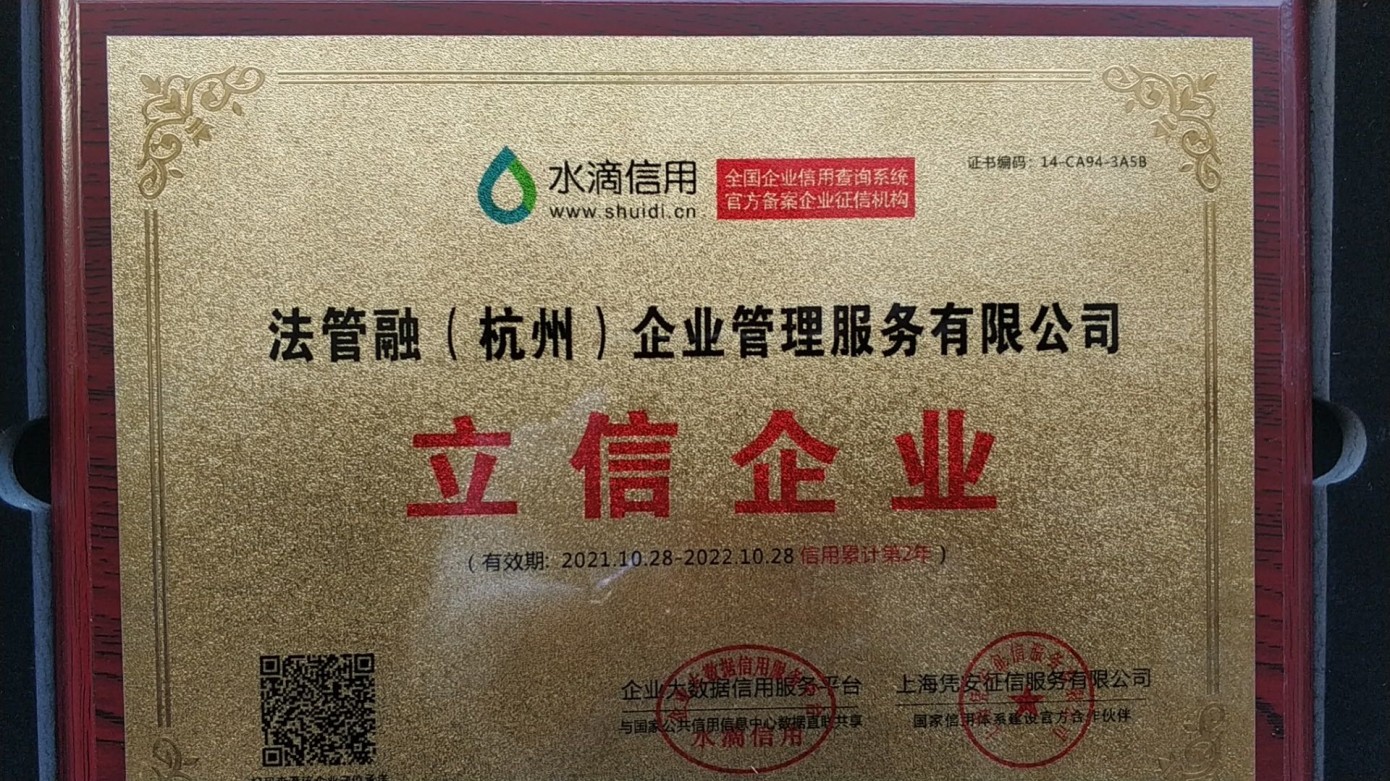 证书编码：14-CA94-3A5B
水滴信用
www.shuidi.cn
全国企业信用查询系统
官方备案企业征信机构
法管融（杭州）企业管理服务有限公司
立信企业
（有效期: 2021.10.28-2022.10.28 信用累计第2年）
企业大数据信用服务平台
与国家公共信用信息中心数据直联共享
水滴信用
上海凭安征信服务有限公司
国家信用体系建设官方合作伙伴